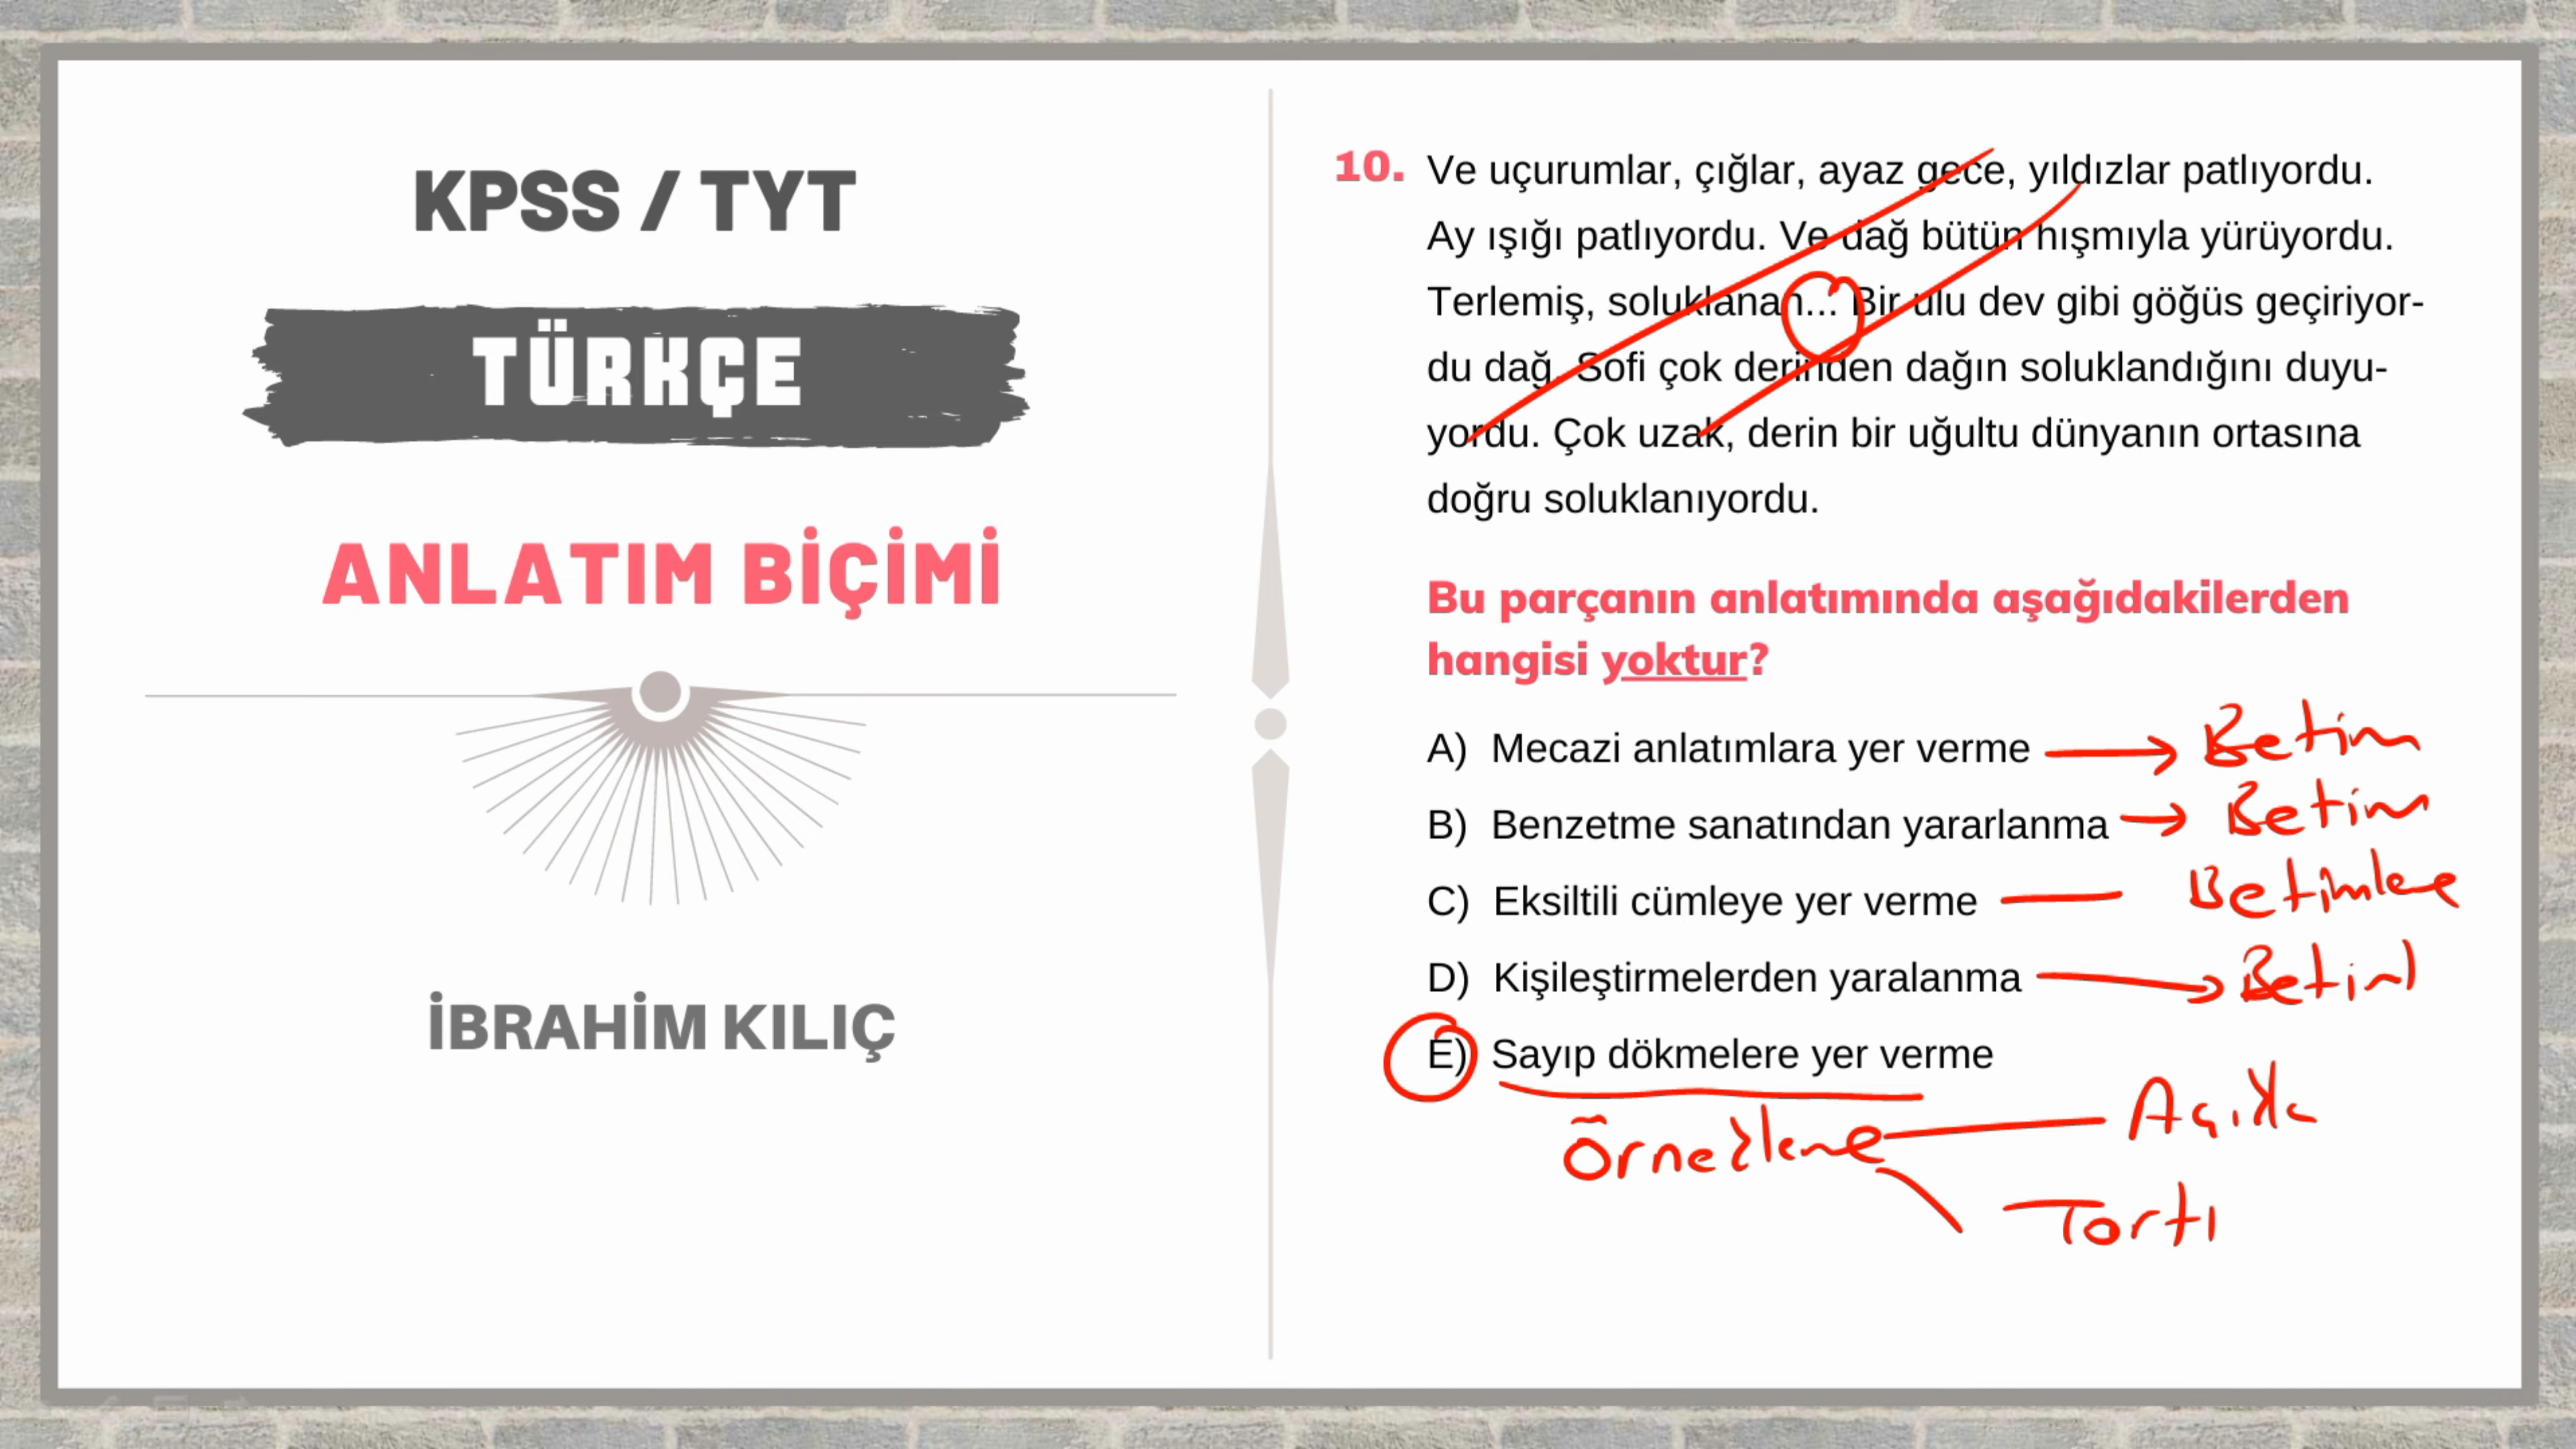 KPSS / TYT
TÜRKÇE
ANLATIM BİÇİMİ
İBRAHİM KILIÇ
10. Ve uçurumlar, çığlar, ayaz gece, yıldızlar patlıyordu.
Ay ışığı patlıyordu. Ve dağ bütün hışmıyla yürüyordu.
Terlemiş, soluklanan... Bir ulu dev gibi göğüs geçiriyor-
du dağ. Sofi çok derinden dağın soluklandığını duyu-
yordu. Çok uzak, derin bir uğultu dünyanın ortasına
doğru soluklanıyordu.
Bu parçanın anlatımında aşağıdakilerden
hangisi yoktur?
A) Mecazi anlatımlara yer verme → Betim
B) Benzetme sanatından yararlanma → Betim
C) Eksiltili cümleye yer verme — Betimleme
D) Kişileştirmelerden yaralanma → Betiml
E) Sayıp dökmelere yer verme
Örnekleme Açıkla
Tartı